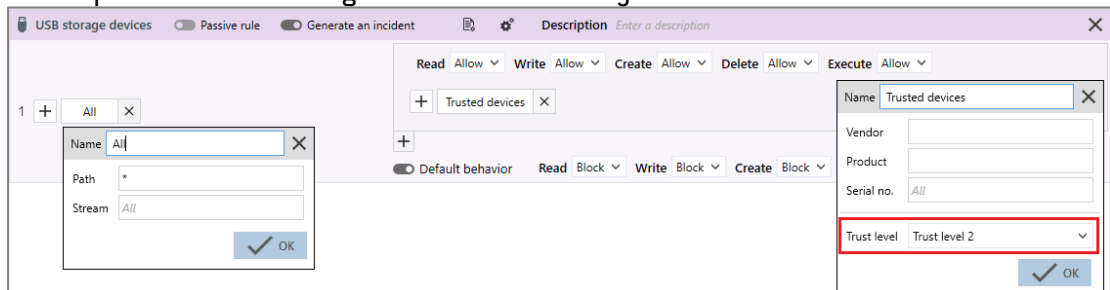 USB storage devices Passive rule Generate an incident Description Enter a description
Read Allow Write Allow Create Allow Delete Allow Execute Allow
1 All
Trusted devices
Name All
Path *
Stream All
OK
Default behavior Read Block Write Block Create Block
Name Trusted devices
Vendor
Product
Serial no. All
Trust level Trust level 2
OK